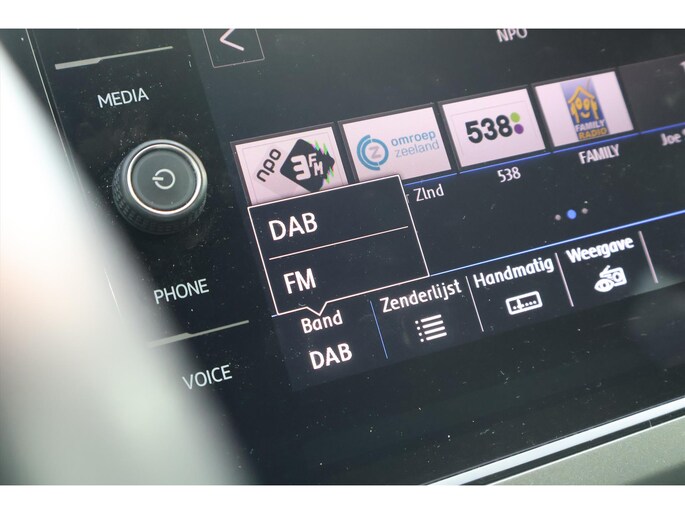 NPO
MEDIA
npo 3FM
omroep
zeeland
538
FAMILY
RADIO
Zlnd
538
FAMILY
Joe
DAB
FM
PHONE
Band
Zenderlijst
Handmatig
Weergave
DAB
VOICE